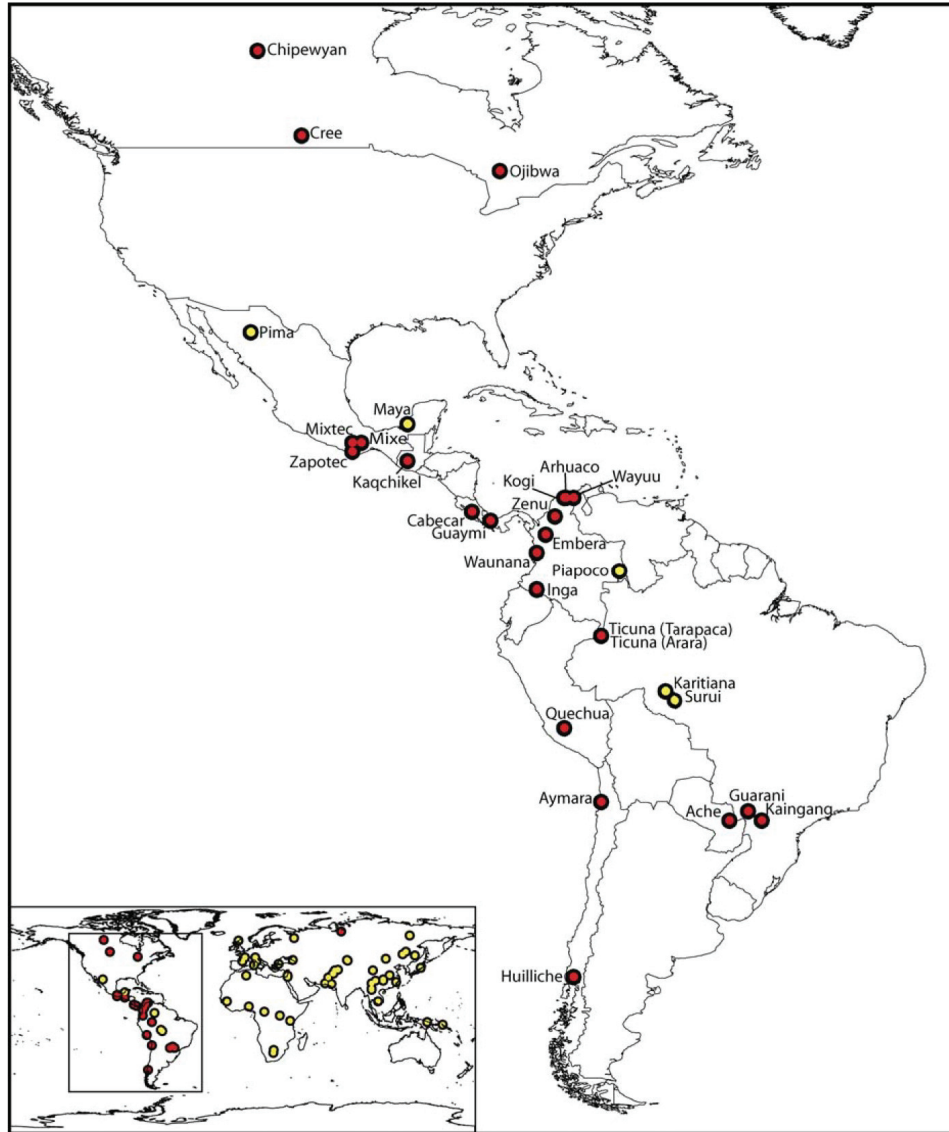 Chipewyan
Cree
Ojibwa
Pima
Maya
Mixtec
Mixe
Zapotec
Kaqchikel
Arhuaco
Kogi
Wayuu
Zenu
Cabecar
Guaymi
Embera
Waunana
Piapoco
Inga
Ticuna (Tarapaca)
Ticuna (Arara)
Karitiana
Surui
Quechua
Aymara
Guarani
Ache
Kaingang
Huilliche